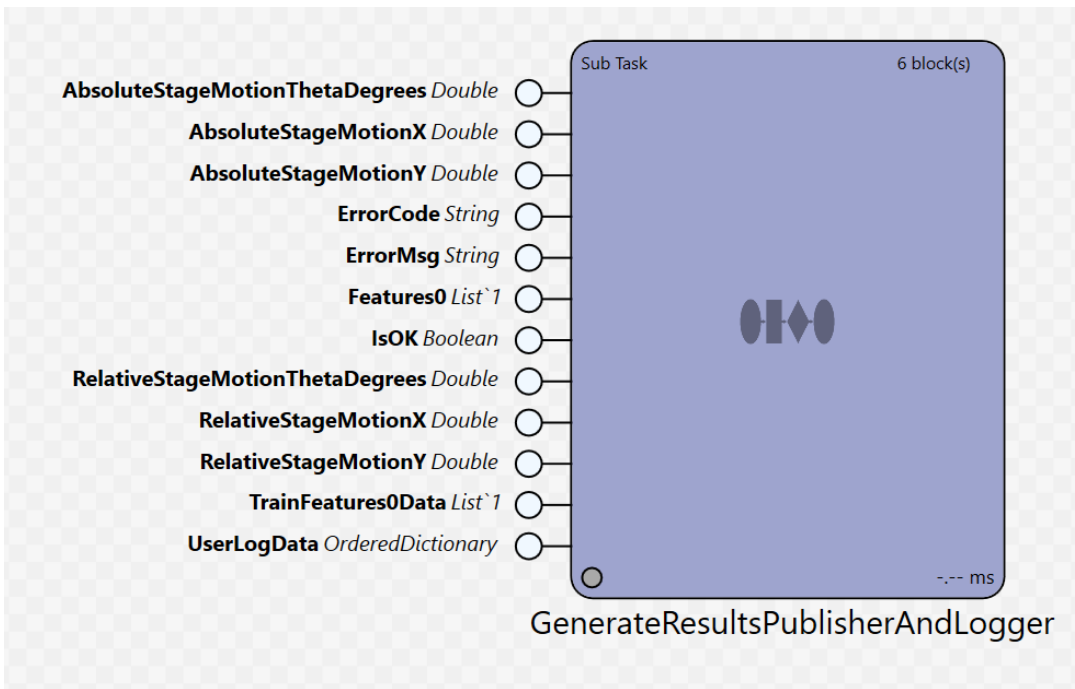 Sub Task 6 block(s)
AbsoluteStageMotionThetaDegrees Double
AbsoluteStageMotionX Double
AbsoluteStageMotionY Double
ErrorCode String
ErrorMsg String
Features0 List`1
IsOK Boolean
RelativeStageMotionThetaDegrees Double
RelativeStageMotionX Double
RelativeStageMotionY Double
TrainFeatures0Data List`1
UserLogData OrderedDictionary
-.-- ms
GenerateResultsPublisherAndLogger